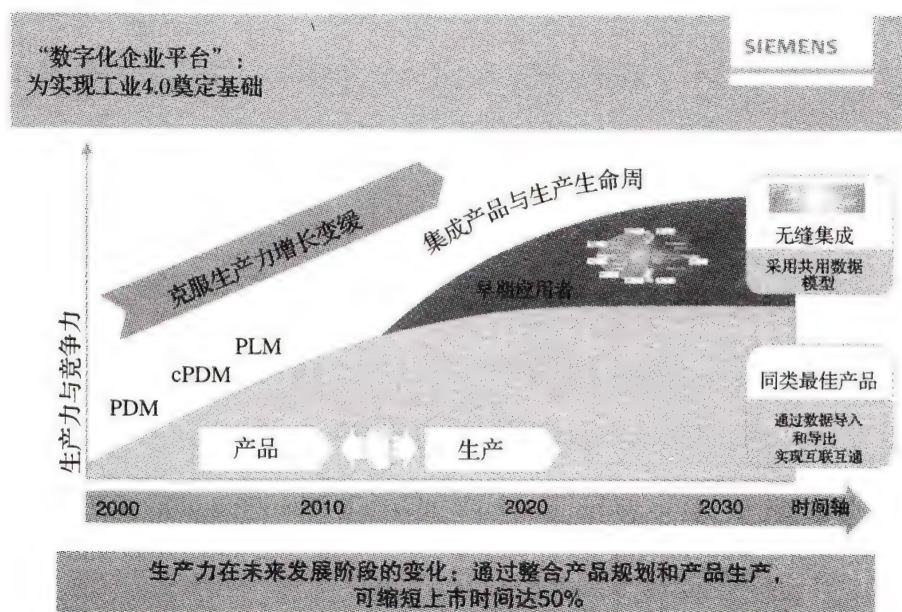 “数字化企业平台”：
为实现工业4.0奠定基础
SIEMENS
生产力与竞争力
克服生产力增长变缓
集成产品与生产生命周
早期应用者
无缝集成
采用共用数据
模型
PLM
cPDM
PDM
同类最佳产品
通过数据导入
和导出
实现互联互通
产品
生产
2000
2010
2020
2030
时间轴
生产力在未来发展阶段的变化：通过整合产品规划和产品生产，
可缩短上市时间达50%